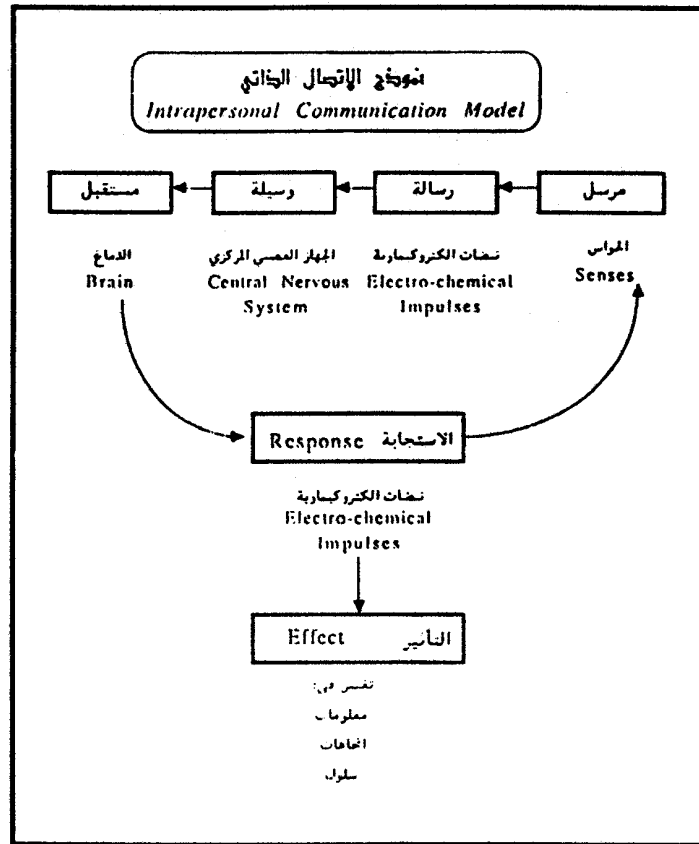 نموذج الإتصال الذاتي
Intrapersonal Communication Model
مرسل
رسالة
وسيلة
مستقبل
الحواس
Senses
نبضات الكتروكيماوية
Electro-chemical
Impulses
الجهاز العصبي المركزي
Central Nervous
System
الدماغ
Brain
الاستجابة Response
نبضات الكتروكيماوية
Electro-chemical
Impulses
التأثير Effect
في:
معلومات
اتجاهات
سلوك